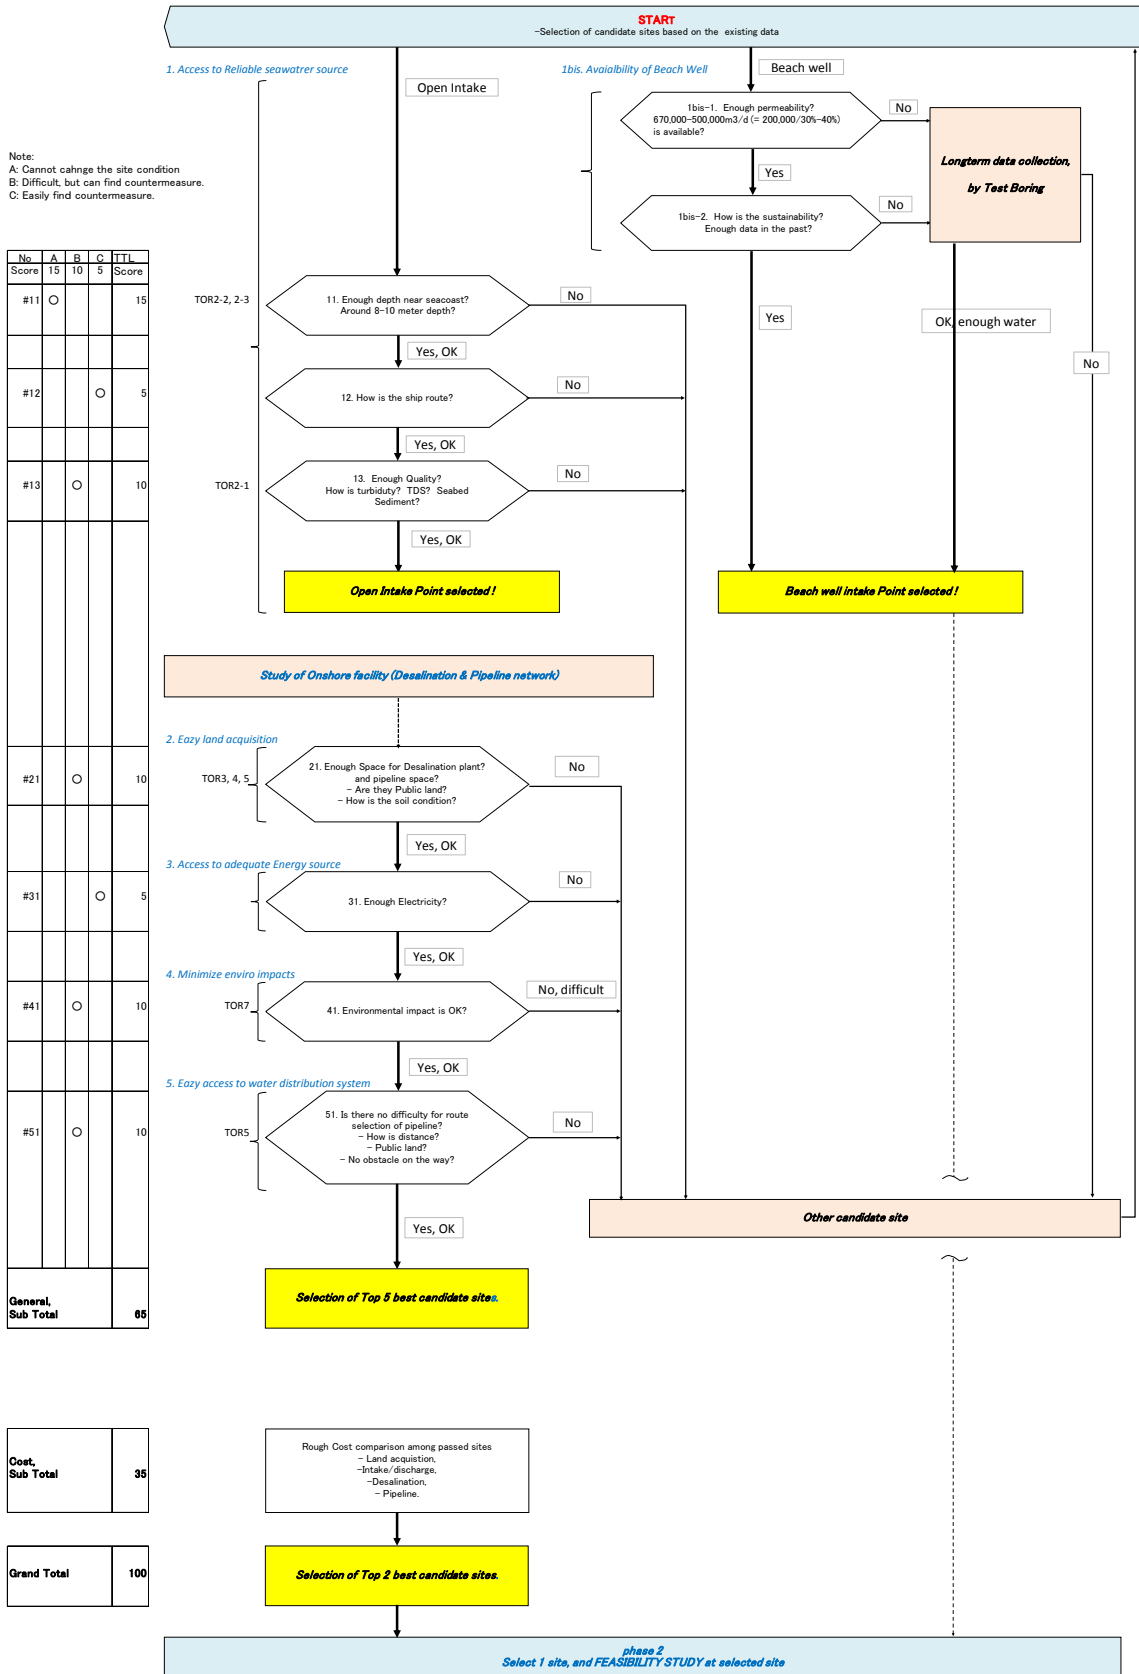 START
-Selection of candidate sites based on the existing data
1. Access to Reliable seawatrer source
1bis. Avaialbility of Beach Well
Open Intake
Beach well
1bis-1. Enough permeability?
670,000-500,000m3/d (= 200,000/30%-40%)
is available?
No
Longterm data collection,
by Test Boring
Yes
1bis-2. How is the sustainability?
Enough data in the past?
No
Note:
A: Cannot cahnge the site condition
B: Difficult, but can find countermeasure.
C: Easily find countermeasure.
No A B C TTL
Score 15 10 5 Score
#11 ○ 15
TOR2-2, 2-3
11. Enough depth near seacoast?
Around 8-10 meter depth?
No
Yes
OK, enough water
No
Yes, OK
#12 ○ 5
12. How is the ship route?
No
Yes, OK
#13 ○ 10
TOR2-1
13. Enough Quality?
How is turbiduty? TDS? Seabed
Sediment?
No
Yes, OK
Open Intake Point selected !
Beach well intake Point selected !
Study of Onshore facility (Desalination & Pipeline network)
2. Eazy land acquisition
#21 ○ 10
TOR3, 4, 5
21. Enough Space for Desalination plant?
and pipeline space?
- Are they Public land?
- How is the soil condition?
No
Yes, OK
3. Access to adequate Energy source
#31 ○ 5
31. Enough Electricity?
No
Yes, OK
4. Minimize enviro impacts
#41 ○ 10
TOR7
41. Environmental impact is OK?
No, difficult
Yes, OK
5. Eazy access to water distribution system
#51 ○ 10
TOR5
51. Is there no difficulty for route
selection of pipeline?
- How is distance?
- Public land?
- No obstacle on the way?
No
Yes, OK
Other candidate site
General,
Sub Total 65
Selection of Top 5 best candidate sites.
Cost,
Sub Total 35
Rough Cost comparison among passed sites
- Land acquistion,
-Intake/discharge,
-Desalination,
- Pipeline.
Grand Total 100
Selection of Top 2 best candidate sites.
phase 2
Select 1 site, and FEASIBILITY STUDY at selected site